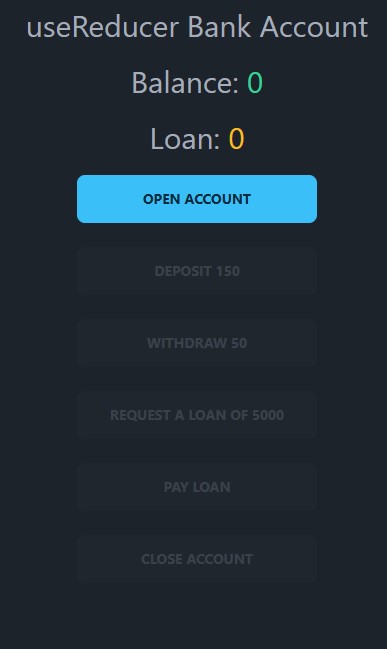 useReducer Bank Account
Balance: 0
Loan: 0
OPEN ACCOUNT
DEPOSIT 150
WITHDRAW 50
REQUEST A LOAN OF 5000
PAY LOAN
CLOSE ACCOUNT